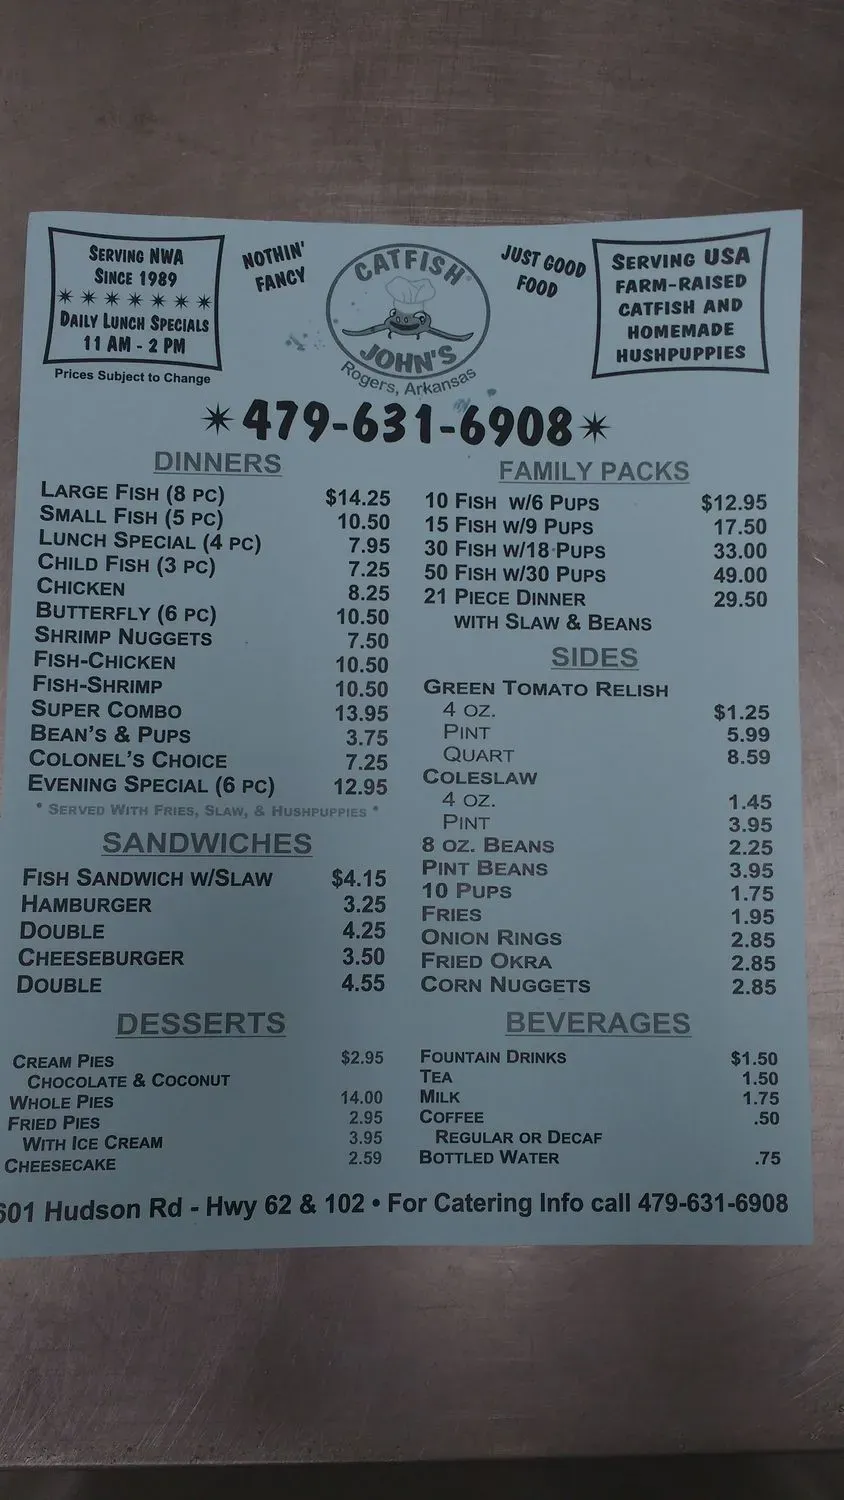 SERVING NWA
SINCE 1989
DAILY LUNCH SPECIALS
11 AM - 2 PM
Prices Subject to Change
NOTHIN'
FANCY
CATFISH
JOHN'S
Rogers, Arkansas
JUST GOOD
FOOD
SERVING USA
FARM-RAISED
CATFISH AND
HOMEMADE
HUSHPUPPIES
479-631-6908
DINNERS
LARGE FISH (8 PC) $14.25
SMALL FISH (5 PC) 10.50
LUNCH SPECIAL (4 PC) 7.95
CHILD FISH (3 PC) 7.25
CHICKEN 8.25
BUTTERFLY (6 PC) 10.50
SHRIMP NUGGETS 7.50
FISH-CHICKEN 10.50
FISH-SHRIMP 10.50
SUPER COMBO 13.95
BEAN'S & PUPS 3.75
COLONEL'S CHOICE 7.25
EVENING SPECIAL (6 PC) 12.95
* SERVED WITH FRIES, SLAW, & HUSHPUPPIES *
SANDWICHES
FISH SANDWICH W/SLAW $4.15
HAMBURGER 3.25
DOUBLE 4.25
CHEESEBURGER 3.50
DOUBLE 4.55
DESSERTS
CREAM PIES $2.95
CHOCOLATE & COCONUT
WHOLE PIES 14.00
FRIED PIES 2.95
WITH ICE CREAM 3.95
CHEESECAKE 2.59
FAMILY PACKS
10 FISH W/6 PUPS $12.95
15 FISH W/9 PUPS 17.50
30 FISH W/18 PUPS 33.00
50 FISH W/30 PUPS 49.00
21 PIECE DINNER 29.50
WITH SLAW & BEANS
SIDES
GREEN TOMATO RELISH
4 OZ. $1.25
PINT 5.99
QUART 8.59
COLESLAW
4 OZ. 1.45
PINT 3.95
8 OZ. BEANS 2.25
PINT BEANS 3.95
10 PUPS 1.75
FRIES 1.95
ONION RINGS 2.85
FRIED OKRA 2.85
CORN NUGGETS 2.85
BEVERAGES
FOUNTAIN DRINKS $1.50
TEA 1.50
MILK 1.75
COFFEE .50
REGULAR OR DECAF
BOTTLED WATER .75
601 Hudson Rd - Hwy 62 & 102 • For Catering Info call 479-631-6908